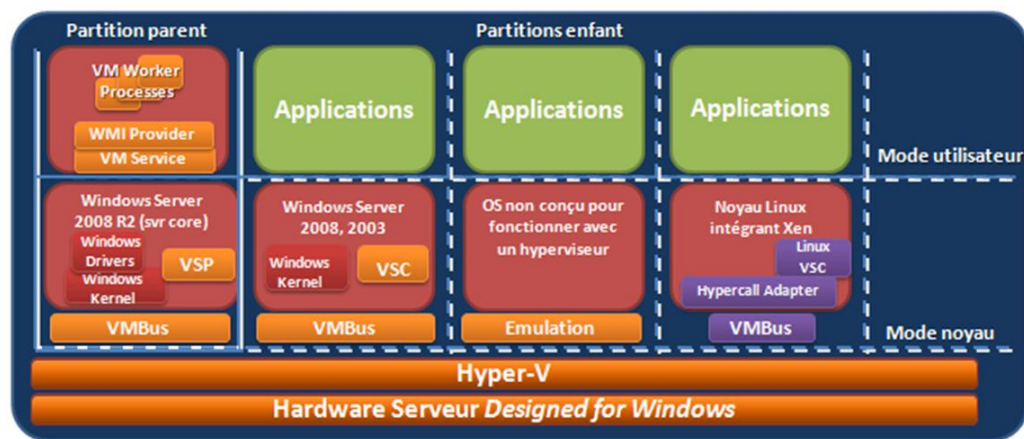 Partition parent
Partitions enfant
VM Worker
Processes
WMI Provider
VM Service
Applications
Applications
Applications
Mode utilisateur
Windows Server
2008 R2 (svr core)
Windows
Drivers
VSP
Windows
Kernel
VMBus
Windows Server
2008, 2003
Windows
Kernel
VSC
VMBus
OS non conçu pour
fonctionner avec
un hyperviseur
Emulation
Noyau Linux
intégrant Xen
Linux
VSC
Hypercall Adapter
VMBus
Mode noyau
Hyper-V
Hardware Serveur Designed for Windows